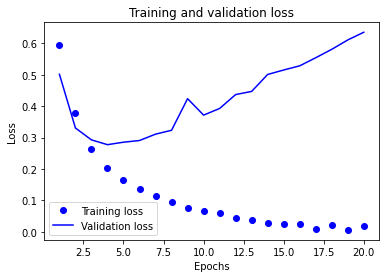 Training and validation loss
Loss
0.6
0.5
0.4
0.3
0.2
0.1
0.0
Training loss
Validation loss
2.5 5.0 7.5 10.0 12.5 15.0 17.5 20.0
Epochs